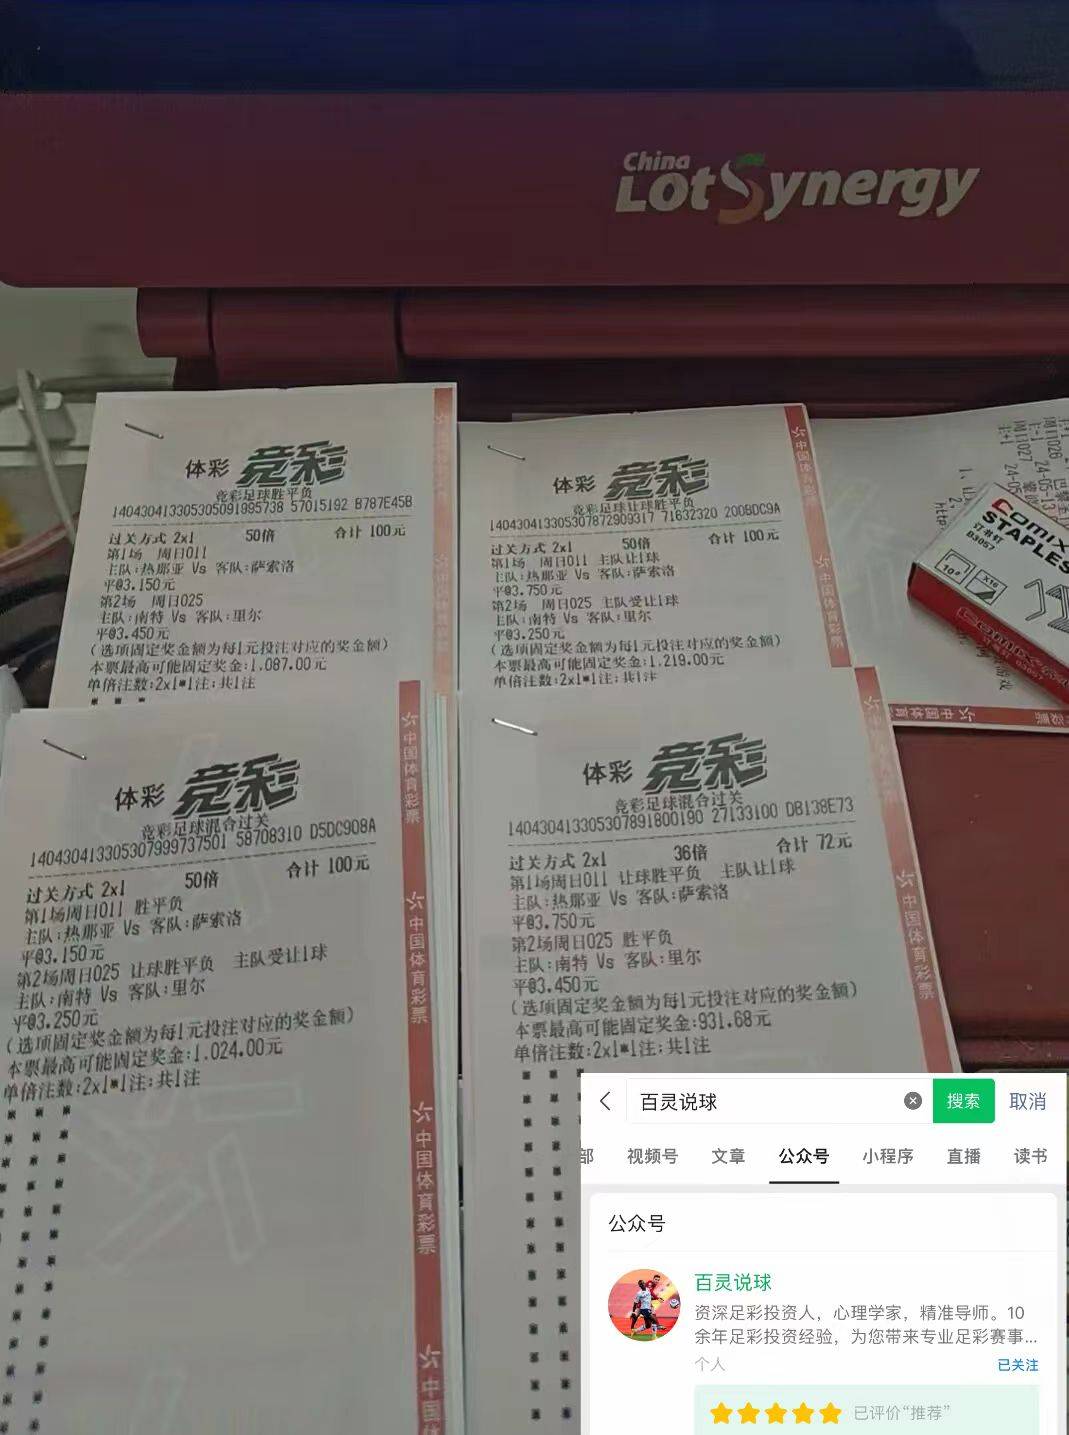 China
LotSynergy
体彩 竞彩
竞彩足球胜平负
140430413305305091995738 57015192 B787E45B
过关方式 2x1 50倍 合计 100元
第1场 周日011
主队:热那亚 Vs 客队:萨索洛
平@3.150元
第2场 周日025
主队:南特 Vs 客队:里尔
平@3.450元
(选项固定奖金额为每1元投注对应的奖金额)
本票最高可能固定奖金:1,087.00元
单倍注数:2x1*1注;共1注
体彩 竞彩
竞彩足球让球胜平负
140430413305307872909317 71632320 200BDC9A
过关方式 2x1 50倍 合计 100元
第1场 周日011 主队让1球
主队:热那亚 Vs 客队:萨索洛
平@3.750元
第2场 周日025 主队受让1球
主队:南特 Vs 客队:里尔
平@3.250元
(选项固定奖金额为每1元投注对应的奖金额)
本票最高可能固定奖金:1,219.00元
单倍注数:2x1*1注;共1注
Comix
STAPLES
订书钉
B3057
中国体育彩票
体彩 竞彩
竞彩足球混合过关
140430413305307999737501 58708310 D5DC908A
过关方式 2x1 50倍 合计 100元
第1场周日011 胜平负
主队:热那亚 Vs 客队:萨索洛
平@3.150元
第2场周日025 让球胜平负 主队受让1球
主队:南特 Vs 客队:里尔
平@3.250元
(选项固定奖金额为每1元投注对应的奖金额)
本票最高可能固定奖金:1,024.00元
单倍注数:2x1*1注;共1注
中国体育彩票
中国体育彩票
中国体育彩票
体彩 竞彩
竞彩足球混合过关
140430413305307891800190 27133100 DB138E73
过关方式 2x1 36倍 合计 72元
第1场周日011 让球胜平负 主队让1球
主队:热那亚 Vs 客队:萨索洛
平@3.750元
第2场周日025 胜平负
主队:南特 Vs 客队:里尔
平@3.450元
(选项固定奖金额为每1元投注对应的奖金额)
本票最高可能固定奖金:931.68元
单倍注数:2x1*1注;共1注
中国体育彩票
百灵说球 搜索 取消
部 视频号 文章 公众号 小程序 直播 读书
公众号
百灵说球
资深足彩投资人，心理学家，精准导师。10
余年足彩投资经验，为您带来专业足彩赛事...
个人 已关注
已评价“推荐”